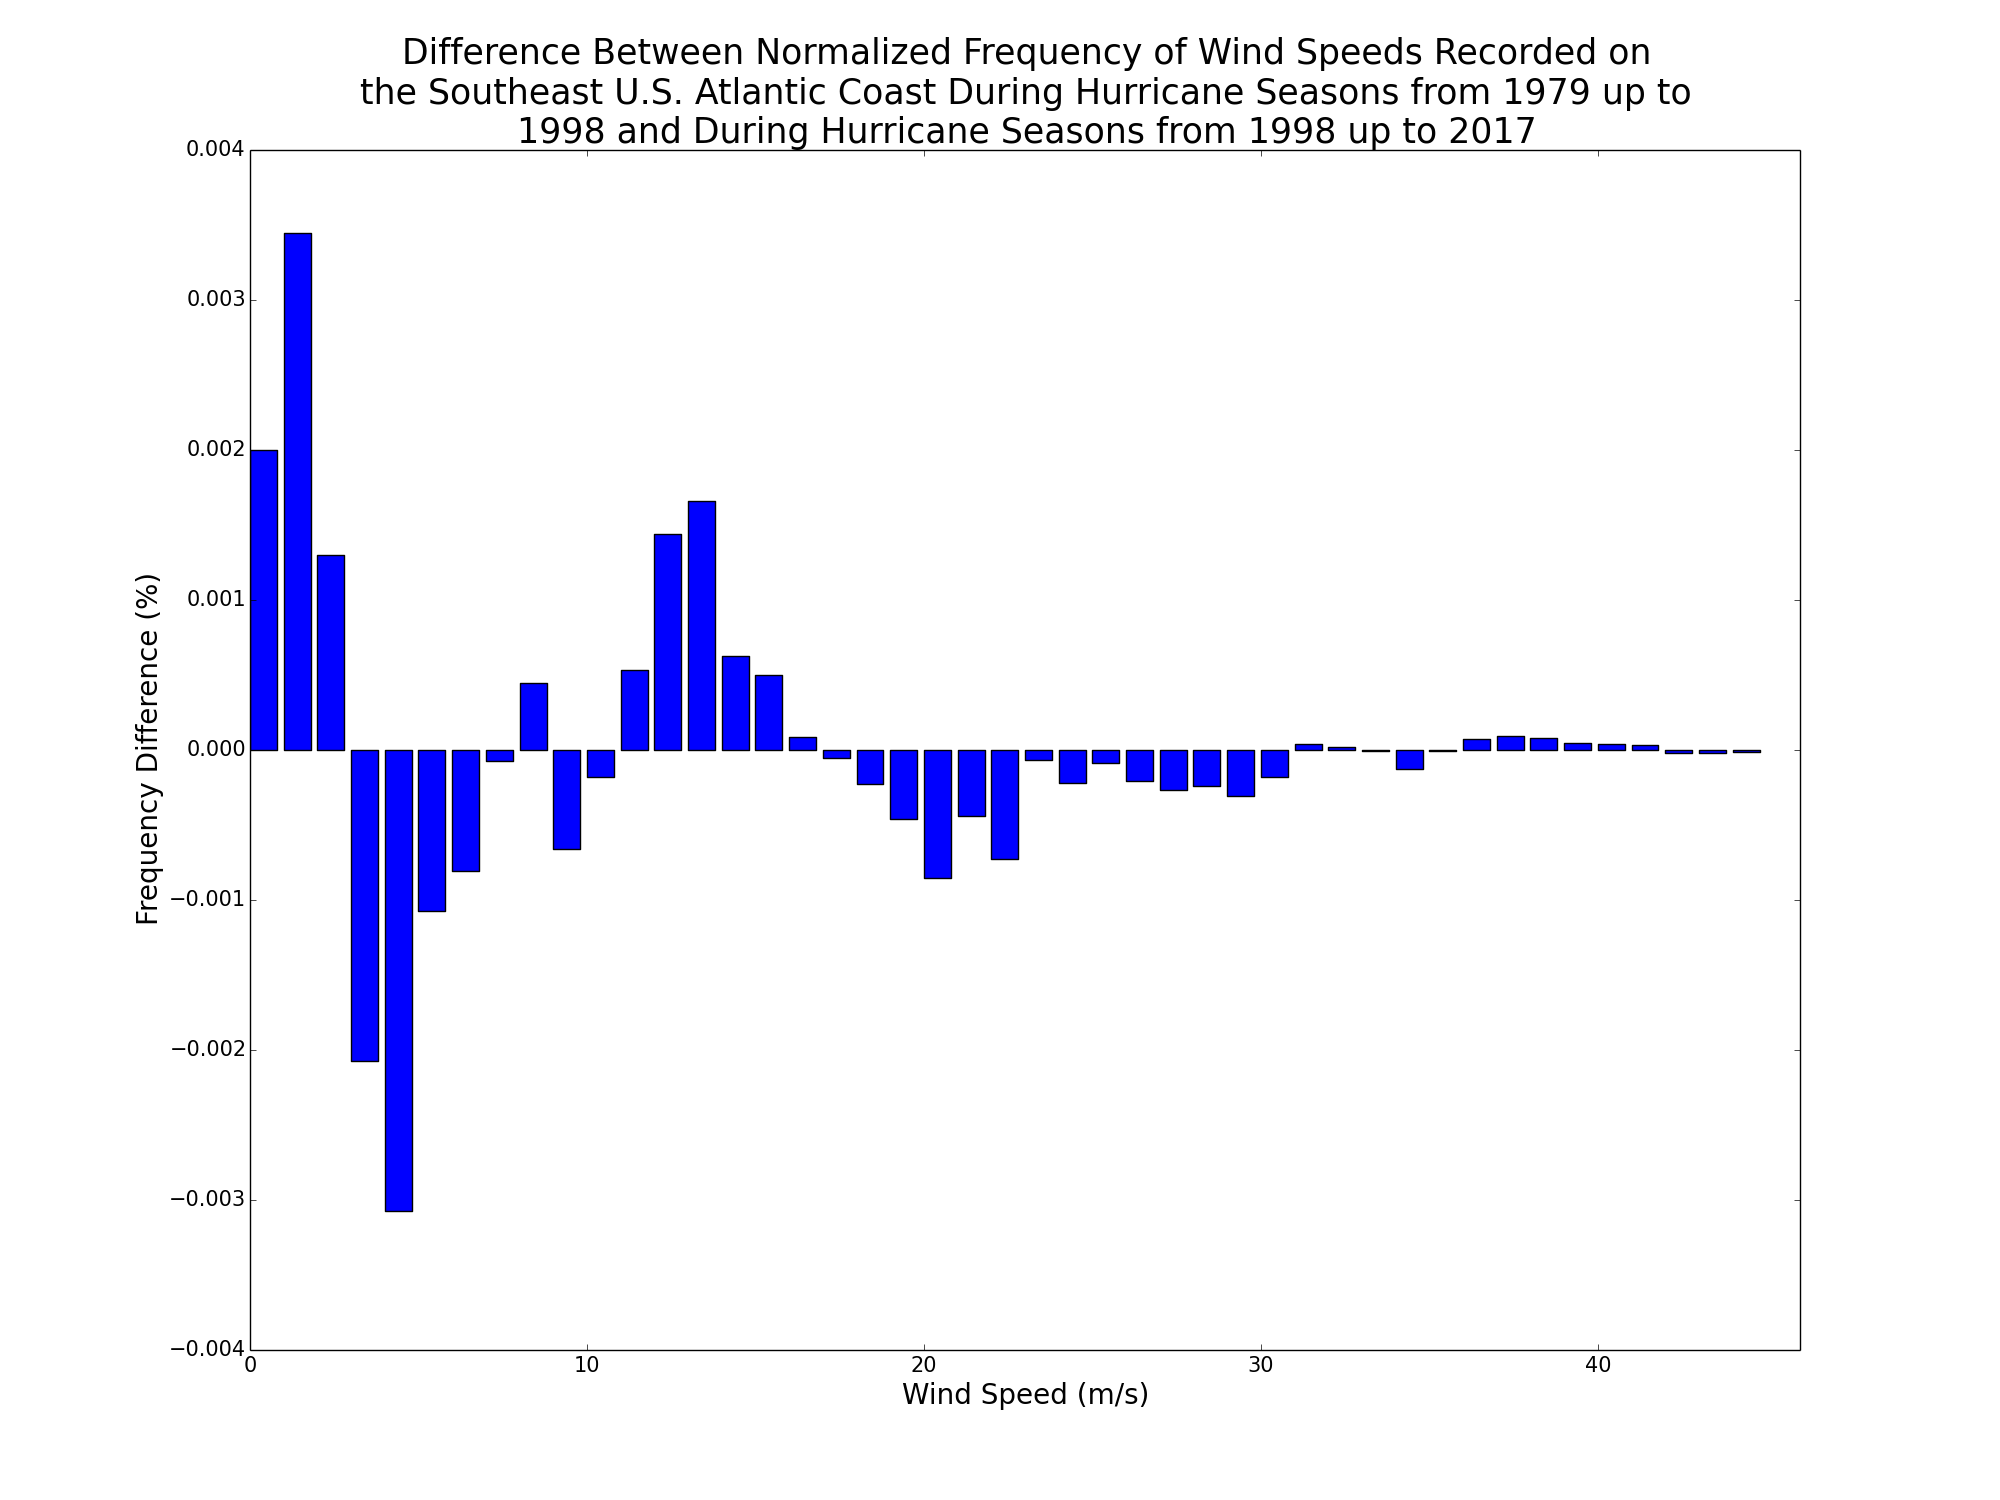 Difference Between Normalized Frequency of Wind Speeds Recorded on
the Southeast U.S. Atlantic Coast During Hurricane Seasons from 1979 up to
1998 and During Hurricane Seasons from 1998 up to 2017
0.004
0.003
0.002
0.001
0.000
−0.001
−0.002
−0.003
−0.004
Frequency Difference (%)
0 10 20 30 40
Wind Speed (m/s)